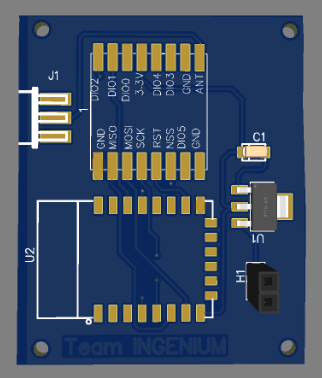 J1
DIO2 DIO1 DIO0 3.3V DIO4 DIO3 GND ANT
1
GND MISO MOSI SCK RST NSS DIO5 GND
C1
U2
U1
H1
Team INGENIUM